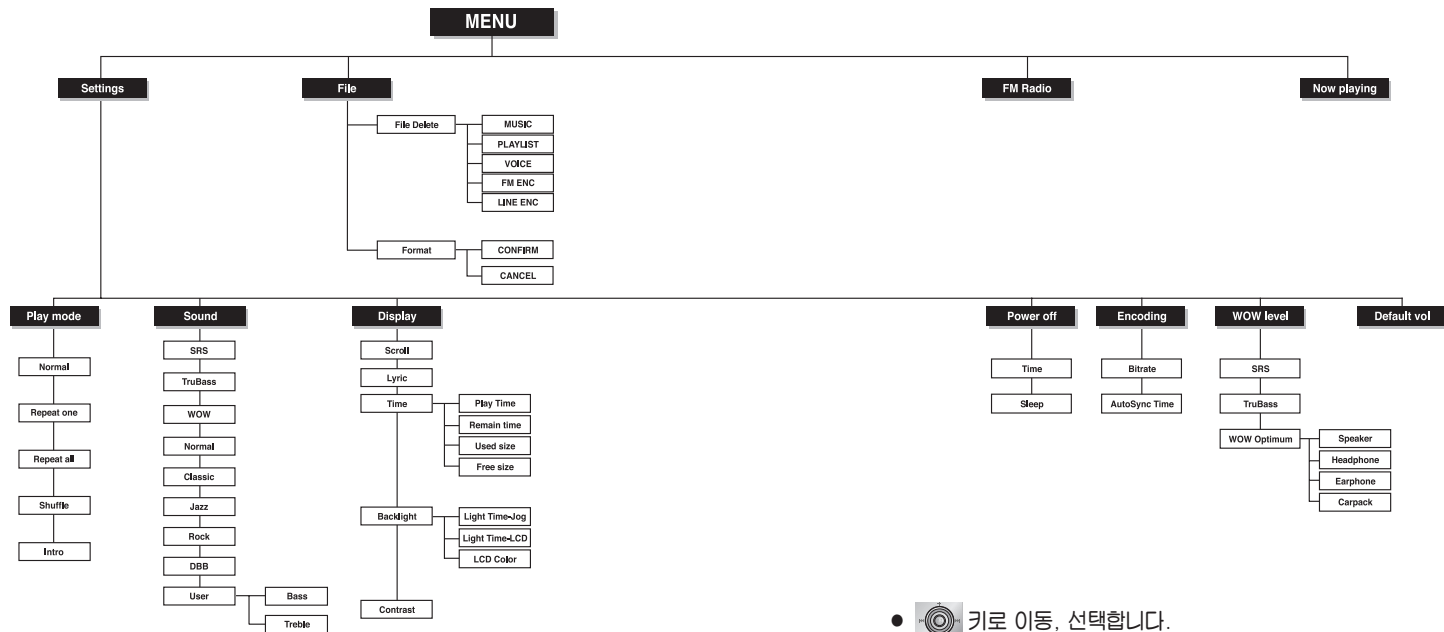 MENU
Settings
File
FM Radio
Now playing
File Delete
MUSIC
PLAYLIST
VOICE
FM ENC
LINE ENC
Format
CONFIRM
CANCEL
Play mode
Sound
Display
Power off
Encoding
WOW level
Default vol
Normal
Repeat one
Repeat all
Shuffle
Intro
SRS
TruBass
WOW
Normal
Classic
Jazz
Rock
DBB
User
Bass
Treble
Scroll
Lyric
Time
Play Time
Remain time
Used size
Free size
Backlight
Light Time-Jog
Light Time-LCD
LCD Color
Contrast
Time
Sleep
Bitrate
AutoSync Time
SRS
TruBass
WOW Optimum
Speaker
Headphone
Earphone
Carpack
● 키로 이동, 선택합니다.